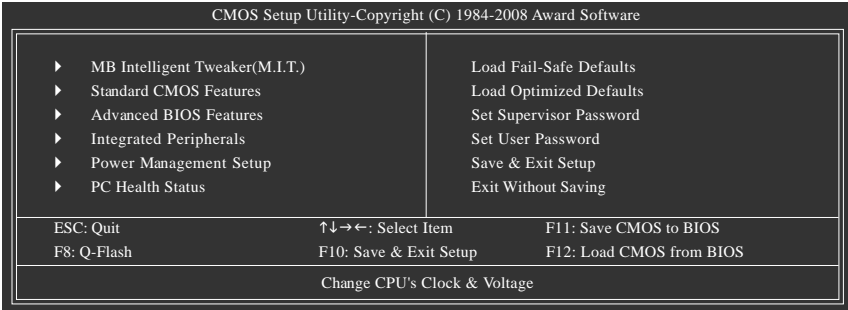 CMOS Setup Utility-Copyright (C) 1984-2008 Award Software
MB Intelligent Tweaker(M.I.T.)
Standard CMOS Features
Advanced BIOS Features
Integrated Peripherals
Power Management Setup
PC Health Status
Load Fail-Safe Defaults
Load Optimized Defaults
Set Supervisor Password
Set User Password
Save & Exit Setup
Exit Without Saving
ESC: Quit ↑↓→←: Select Item F11: Save CMOS to BIOS
F8: Q-Flash F10: Save & Exit Setup F12: Load CMOS from BIOS
Change CPU's Clock & Voltage